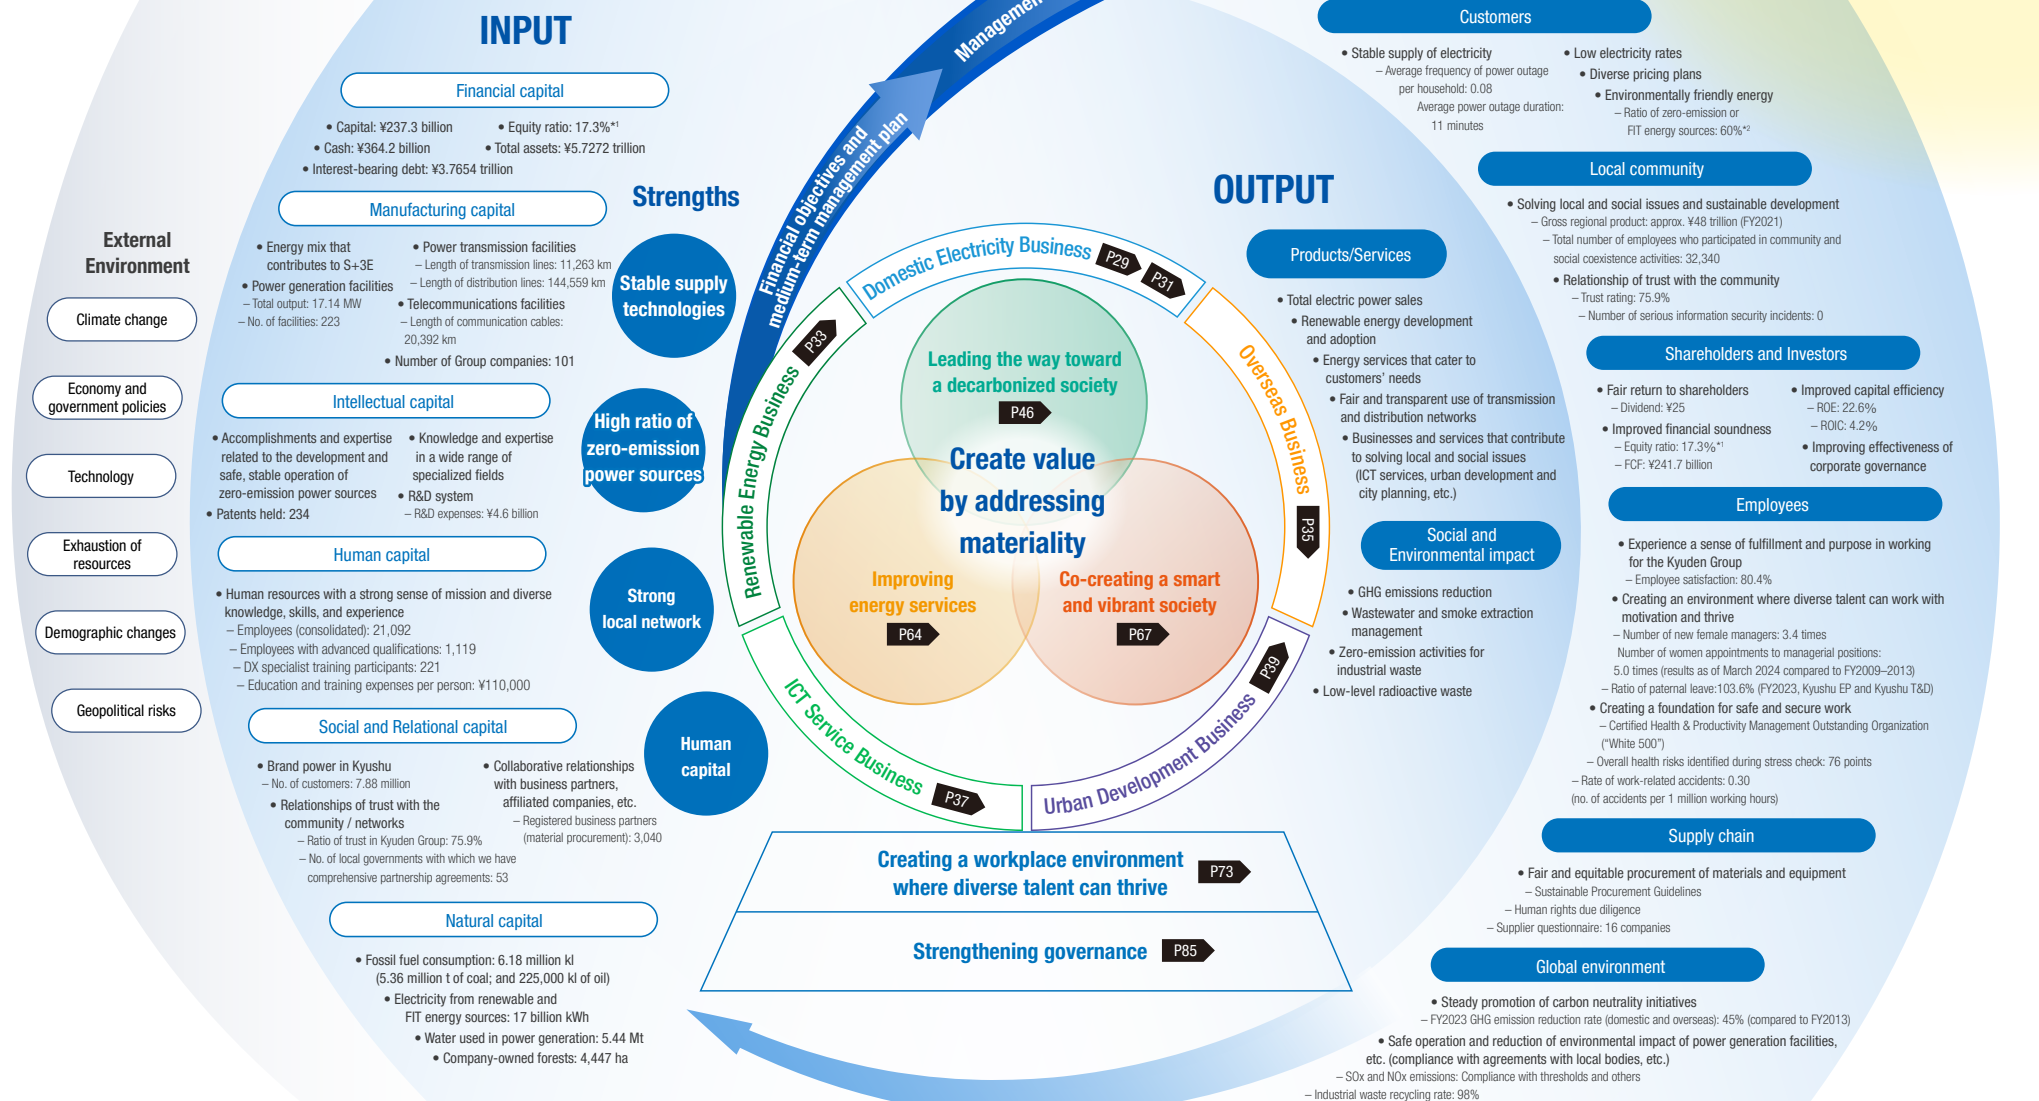 INPUT
Financial capital
• Capital: ¥237.3 billion
• Equity ratio: 17.3%*1
• Cash: ¥364.2 billion
• Total assets: ¥5.7272 trillion
• Interest-bearing debt: ¥3.7654 trillion
Manufacturing capital
• Energy mix that
contributes to S+3E
• Power generation facilities
– Total output: 17.14 MW
– No. of facilities: 223
• Power transmission facilities
– Length of transmission lines: 11,263 km
– Length of distribution lines: 144,559 km
• Telecommunications facilities
– Length of communication cables:
20,392 km
• Number of Group companies: 101
Intellectual capital
• Accomplishments and expertise
related to the development and
safe, stable operation of
zero-emission power sources
• Patents held: 234
• Knowledge and expertise
in a wide range of
specialized fields
• R&D system
– R&D expenses: ¥4.6 billion
Human capital
• Human resources with a strong sense of mission and diverse
knowledge, skills, and experience
– Employees (consolidated): 21,092
– Employees with advanced qualifications: 1,119
– DX specialist training participants: 221
– Education and training expenses per person: ¥110,000
Social and Relational capital
• Brand power in Kyushu
– No. of customers: 7.88 million
• Relationships of trust with the
community / networks
– Ratio of trust in Kyuden Group: 75.9%
– No. of local governments with which we have
comprehensive partnership agreements: 53
• Collaborative relationships
with business partners,
affiliated companies, etc.
– Registered business partners
(material procurement): 3,040
Natural capital
• Fossil fuel consumption: 6.18 million kl
(5.36 million t of coal; and 225,000 kl of oil)
• Electricity from renewable and
FIT energy sources: 17 billion kWh
• Water used in power generation: 5.44 Mt
• Company-owned forests: 4,447 ha
External
Environment
Climate change
Economy and
government policies
Technology
Exhaustion of
resources
Demographic changes
Geopolitical risks
Strengths
Stable supply
technologies
High ratio of
zero-emission
power sources
Strong
local network
Human
capital
Financial objectives and
medium-term management plan
Managemen
Domestic Electricity Business P29 P31
Renewable Energy Business P33
Overseas Business P35
ICT Service Business P37
Urban Development Business P39
Leading the way toward
a decarbonized society
P46
Create value
by addressing
materiality
Improving
energy services
P64
Co-creating a smart
and vibrant society
P67
Creating a workplace environment
where diverse talent can thrive
P73
Strengthening governance P85
OUTPUT
Products/Services
• Total electric power sales
• Renewable energy development
and adoption
• Energy services that cater to
customers’ needs
• Fair and transparent use of transmission
and distribution networks
• Businesses and services that contribute
to solving local and social issues
(ICT services, urban development and
city planning, etc.)
Social and
Environmental impact
• GHG emissions reduction
• Wastewater and smoke extraction
management
• Zero-emission activities for
industrial waste
• Low-level radioactive waste
Customers
• Stable supply of electricity
– Average frequency of power outage
per household: 0.08
Average power outage duration:
11 minutes
• Low electricity rates
• Diverse pricing plans
• Environmentally friendly energy
– Ratio of zero-emission or
FIT energy sources: 60%*2
Local community
• Solving local and social issues and sustainable development
– Gross regional product: approx. ¥48 trillion (FY2021)
– Total number of employees who participated in community and
social coexistence activities: 32,340
• Relationship of trust with the community
– Trust rating: 75.9%
– Number of serious information security incidents: 0
Shareholders and Investors
• Fair return to shareholders
– Dividend: ¥25
• Improved financial soundness
– Equity ratio: 17.3%*1
– FCF: ¥241.7 billion
• Improved capital efficiency
– ROE: 22.6%
– ROIC: 4.2%
• Improving effectiveness of
corporate governance
Employees
• Experience a sense of fulfillment and purpose in working
for the Kyuden Group
– Employee satisfaction: 80.4%
• Creating an environment where diverse talent can work with
motivation and thrive
– Number of new female managers: 3.4 times
Number of women appointments to managerial positions:
5.0 times (results as of March 2024 compared to FY2009–2013)
– Ratio of paternal leave:103.6% (FY2023, Kyushu EP and Kyushu T&D)
• Creating a foundation for safe and secure work
– Certified Health & Productivity Management Outstanding Organization
(“White 500”)
– Overall health risks identified during stress check: 76 points
– Rate of work-related accidents: 0.30
(no. of accidents per 1 million working hours)
Supply chain
• Fair and equitable procurement of materials and equipment
– Sustainable Procurement Guidelines
– Human rights due diligence
– Supplier questionnaire: 16 companies
Global environment
• Steady promotion of carbon neutrality initiatives
– FY2023 GHG emission reduction rate (domestic and overseas): 45% (compared to FY2013)
• Safe operation and reduction of environmental impact of power generation facilities,
etc. (compliance with agreements with local bodies, etc.)
– SOx and NOx emissions: Compliance with thresholds and others
– Industrial waste recycling rate: 98%